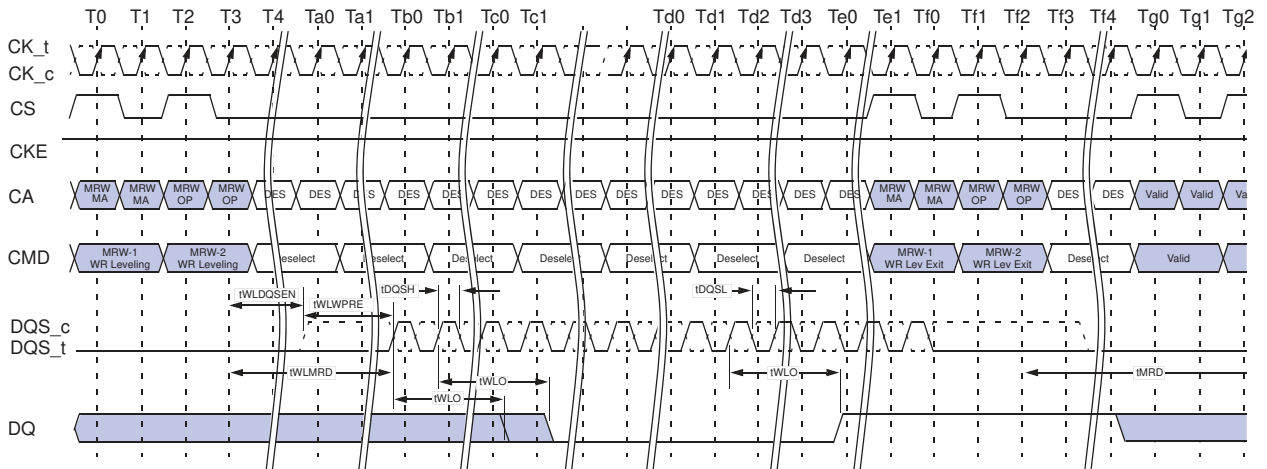 T0 T1 T2 T3 T4 Ta0 Ta1 Tb0 Tb1 Tc0 Tc1 Td0 Td1 Td2 Td3 Te0 Te1 Tf0 Tf1 Tf2 Tf3 Tf4 Tg0 Tg1 Tg2
CK_t
CK_c
CS
CKE
CA
MRW MRW MRW MRW DES DES DES DES DES DES DES DES DES DES DES DES DES DES MRW MRW MRW MRW DES DES Valid Valid Va
MA MA OP OP MA MA OP OP
CMD
MRW-1 MRW-2 Deselect Deselect Deselect Deselect Deselect Deselect Deselect MRW-1 MRW-2 Deselect Valid
WR Leveling WR Leveling WR Lev Exit WR Lev Exit
tWLDQSEN tWLWPRE tDQSH tDQSL
DQS_c
DQS_t
tWLMRD tWLO tWLO tMRD
tWLO
DQ